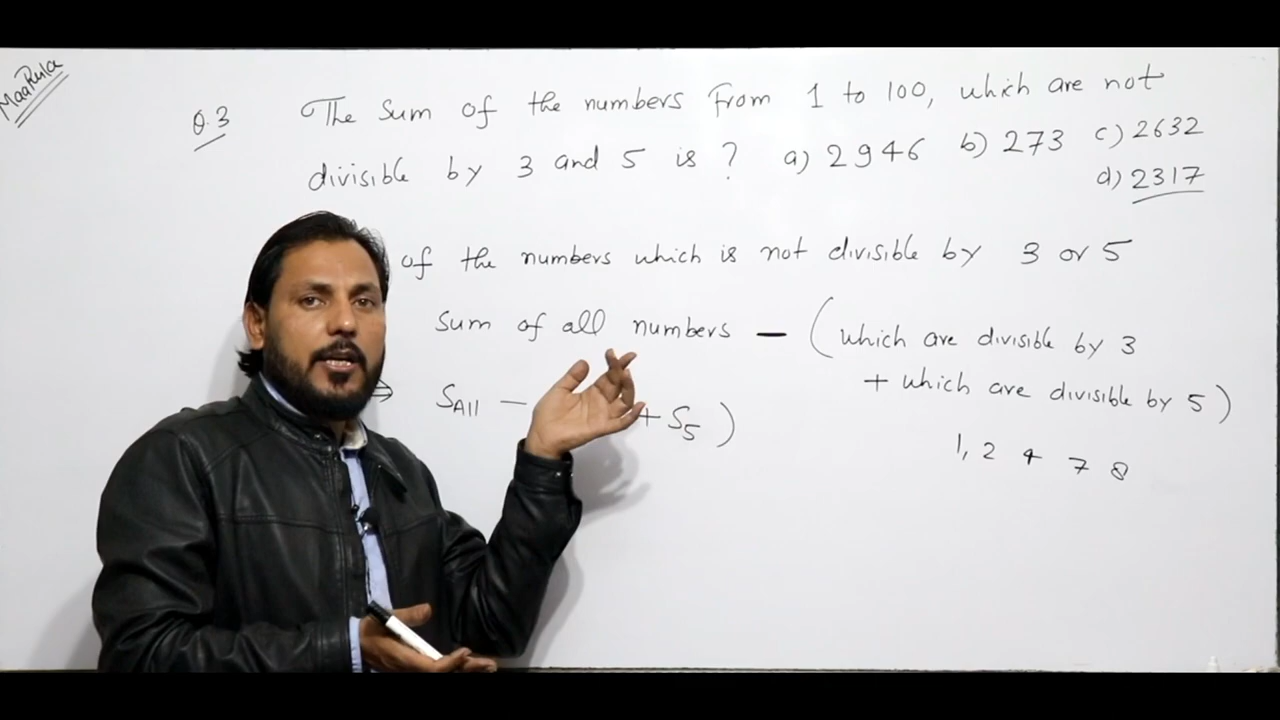 MaaRula
Q.3 The sum of the numbers from 1 to 100, which are not
divisible by 3 and 5 is ? a) 2946 b) 273 c) 2632
d) 2317
of the numbers which is not divisible by 3 or 5
Sum of all numbers - ( which are divisible by 3
+ which are divisible by 5 )
⇒ S_All - + S_5 )
1, 2 4 7 8